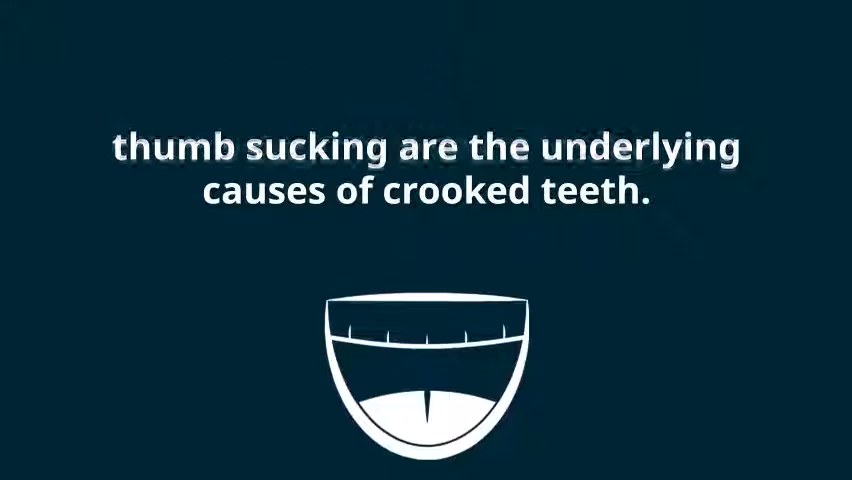 thumb sucking are the underlying
causes of crooked teeth.